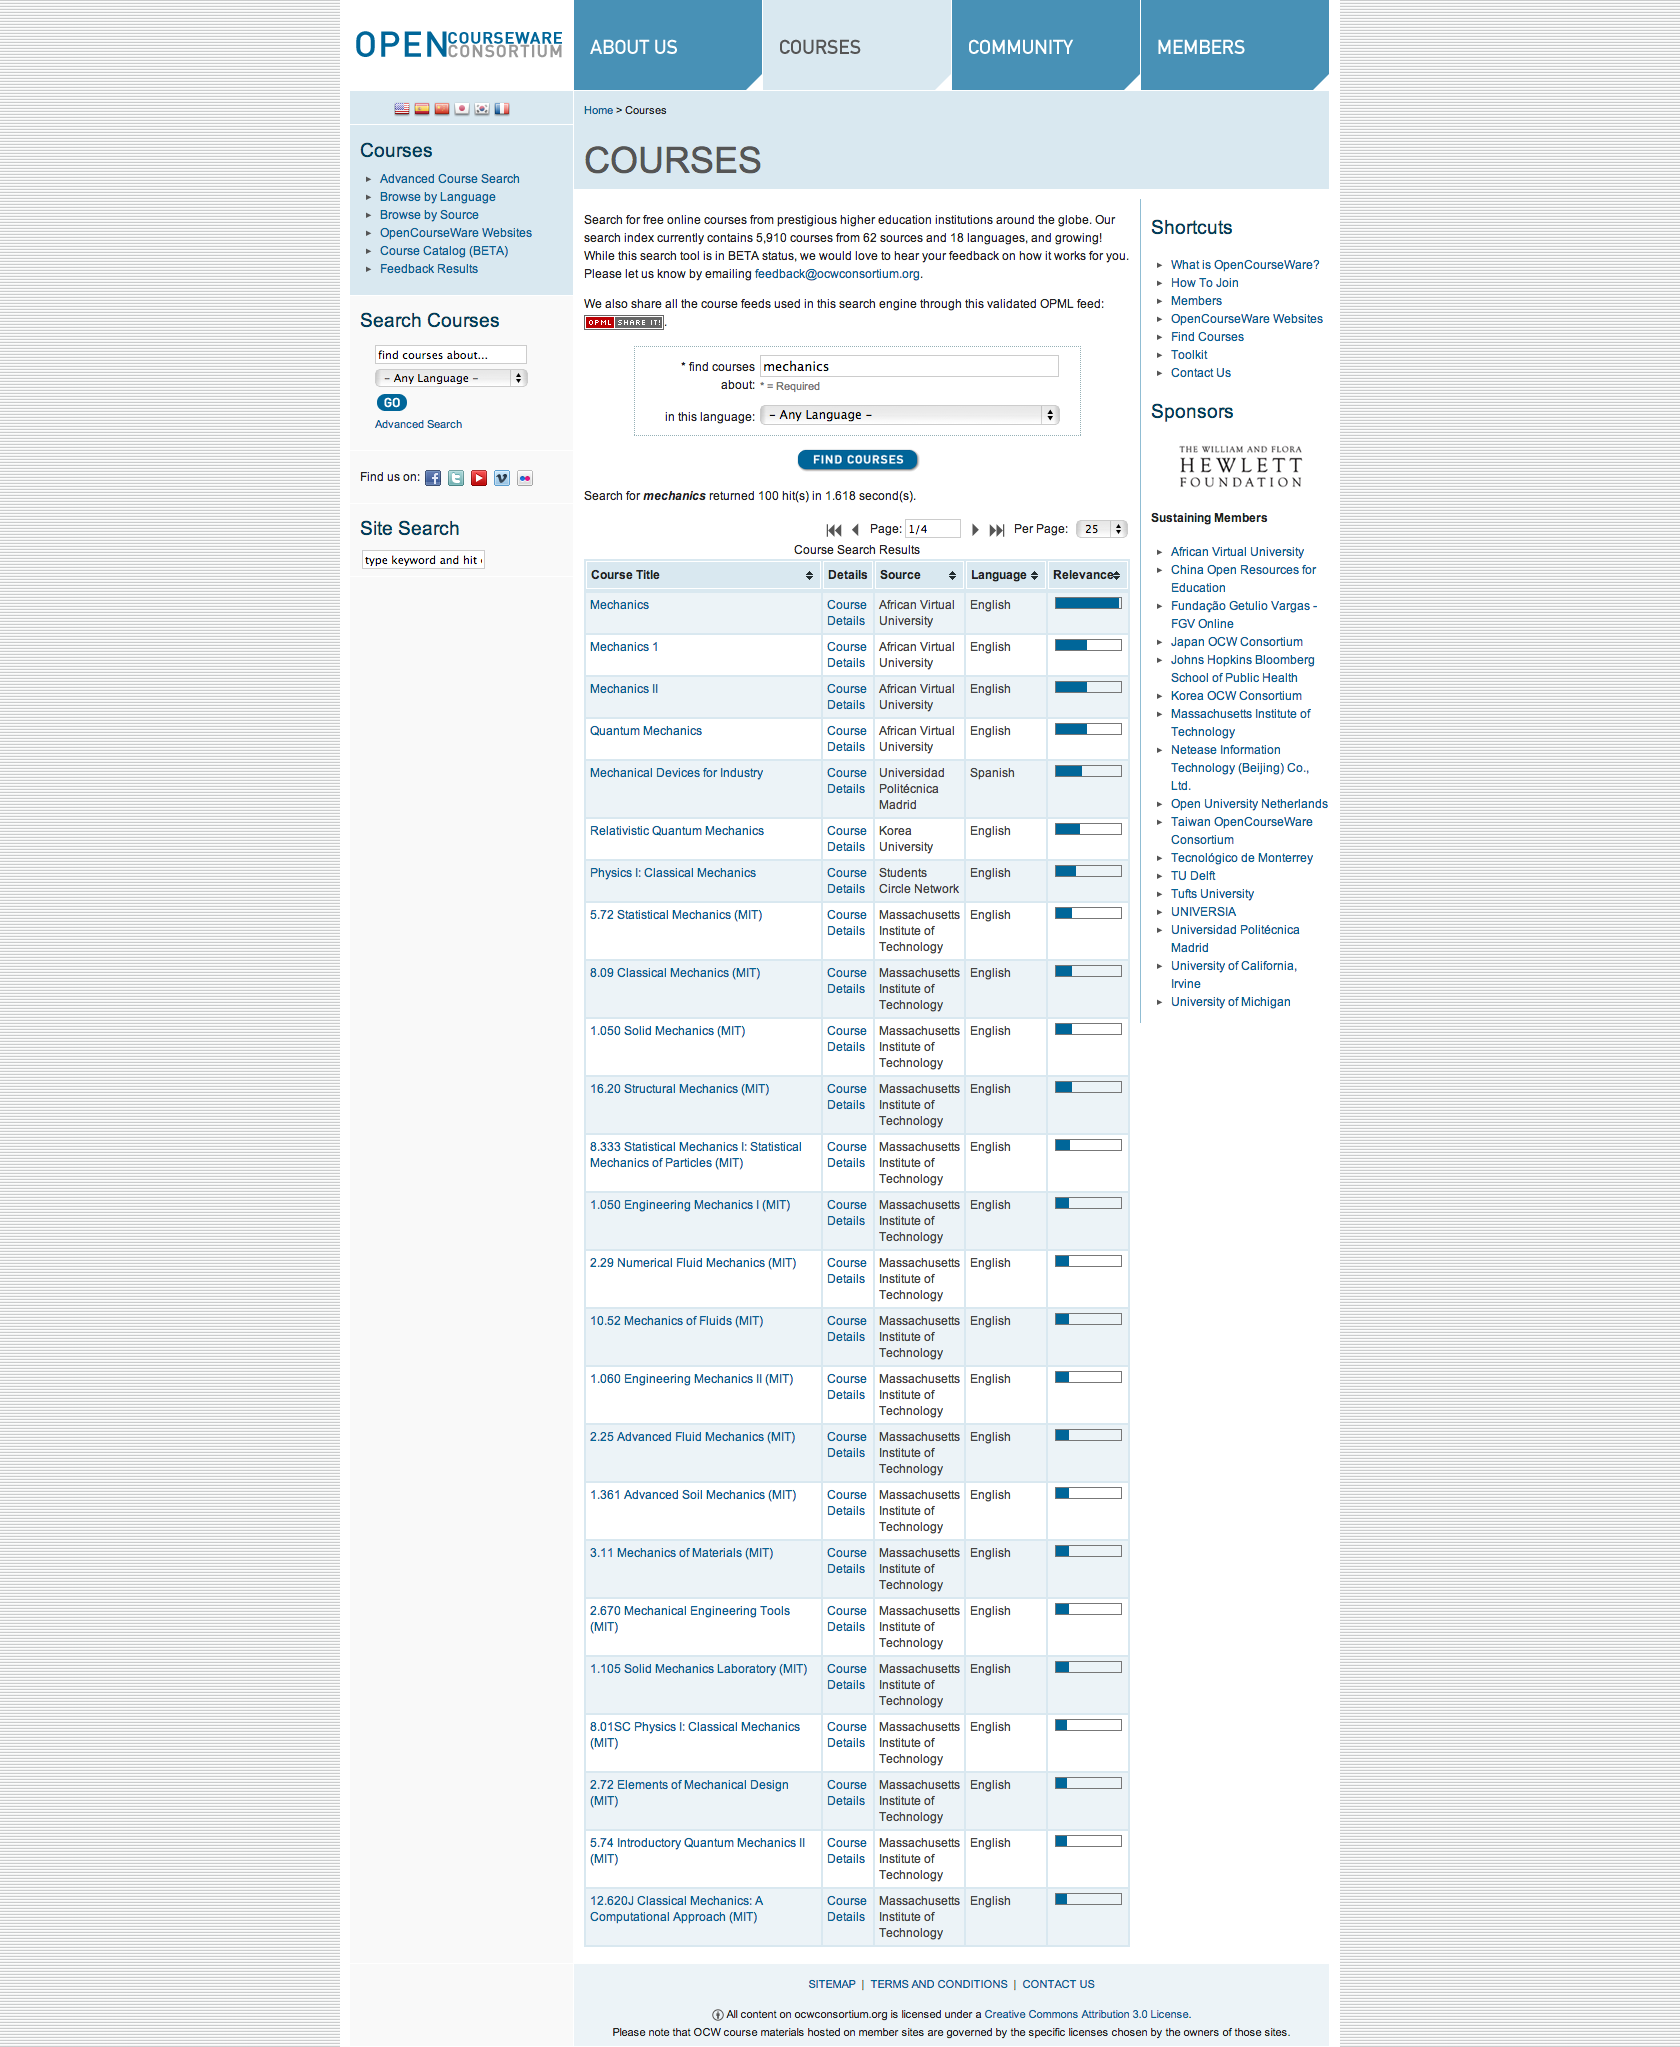 OPENCOURSEWARE CONSORTIUM
ABOUT US
COURSES
COMMUNITY
MEMBERS
Courses
Advanced Course Search
Browse by Language
Browse by Source
OpenCourseWare Websites
Course Catalog (BETA)
Feedback Results
Search Courses
find courses about...
- Any Language -
GO
Advanced Search
Find us on:
Site Search
type keyword and hit
Home > Courses
COURSES
Search for free online courses from prestigious higher education institutions around the globe. Our
search index currently contains 5,910 courses from 62 sources and 18 languages, and growing!
While this search tool is in BETA status, we would love to hear your feedback on how it works for you.
Please let us know by emailing feedback@ocwconsortium.org.
We also share all the course feeds used in this search engine through this validated OPML feed:
OPML SHARE IT!.
* find courses about: mechanics
* = Required
in this language: - Any Language -
FIND COURSES
Search for mechanics returned 100 hit(s) in 1.618 second(s).
Page: 1/4 Per Page: 25
Course Search Results
Course Title Details Source Language Relevance
Mechanics Course Details African Virtual University English
Mechanics 1 Course Details African Virtual University English
Mechanics II Course Details African Virtual University English
Quantum Mechanics Course Details African Virtual University English
Mechanical Devices for Industry Course Details Universidad Politécnica Madrid Spanish
Relativistic Quantum Mechanics Course Details Korea University English
Physics I: Classical Mechanics Course Details Students Circle Network English
5.72 Statistical Mechanics (MIT) Course Details Massachusetts Institute of Technology English
8.09 Classical Mechanics (MIT) Course Details Massachusetts Institute of Technology English
1.050 Solid Mechanics (MIT) Course Details Massachusetts Institute of Technology English
16.20 Structural Mechanics (MIT) Course Details Massachusetts Institute of Technology English
8.333 Statistical Mechanics I: Statistical Mechanics of Particles (MIT) Course Details Massachusetts Institute of Technology English
1.050 Engineering Mechanics I (MIT) Course Details Massachusetts Institute of Technology English
2.29 Numerical Fluid Mechanics (MIT) Course Details Massachusetts Institute of Technology English
10.52 Mechanics of Fluids (MIT) Course Details Massachusetts Institute of Technology English
1.060 Engineering Mechanics II (MIT) Course Details Massachusetts Institute of Technology English
2.25 Advanced Fluid Mechanics (MIT) Course Details Massachusetts Institute of Technology English
1.361 Advanced Soil Mechanics (MIT) Course Details Massachusetts Institute of Technology English
3.11 Mechanics of Materials (MIT) Course Details Massachusetts Institute of Technology English
2.670 Mechanical Engineering Tools (MIT) Course Details Massachusetts Institute of Technology English
1.105 Solid Mechanics Laboratory (MIT) Course Details Massachusetts Institute of Technology English
8.01SC Physics I: Classical Mechanics (MIT) Course Details Massachusetts Institute of Technology English
2.72 Elements of Mechanical Design (MIT) Course Details Massachusetts Institute of Technology English
5.74 Introductory Quantum Mechanics II (MIT) Course Details Massachusetts Institute of Technology English
12.620J Classical Mechanics: A Computational Approach (MIT) Course Details Massachusetts Institute of Technology English
Shortcuts
What is OpenCourseWare?
How To Join
Members
OpenCourseWare Websites
Find Courses
Toolkit
Contact Us
Sponsors
THE WILLIAM AND FLORA
HEWLETT
FOUNDATION
Sustaining Members
African Virtual University
China Open Resources for
Education
Fundação Getulio Vargas -
FGV Online
Japan OCW Consortium
Johns Hopkins Bloomberg
School of Public Health
Korea OCW Consortium
Massachusetts Institute of
Technology
Netease Information
Technology (Beijing) Co.,
Ltd.
Open University Netherlands
Taiwan OpenCourseWare
Consortium
Tecnológico de Monterrey
TU Delft
Tufts University
UNIVERSIA
Universidad Politécnica
Madrid
University of California,
Irvine
University of Michigan
SITEMAP | TERMS AND CONDITIONS | CONTACT US
All content on ocwconsortium.org is licensed under a Creative Commons Attribution 3.0 License.
Please note that OCW course materials hosted on member sites are governed by the specific licenses chosen by the owners of those sites.